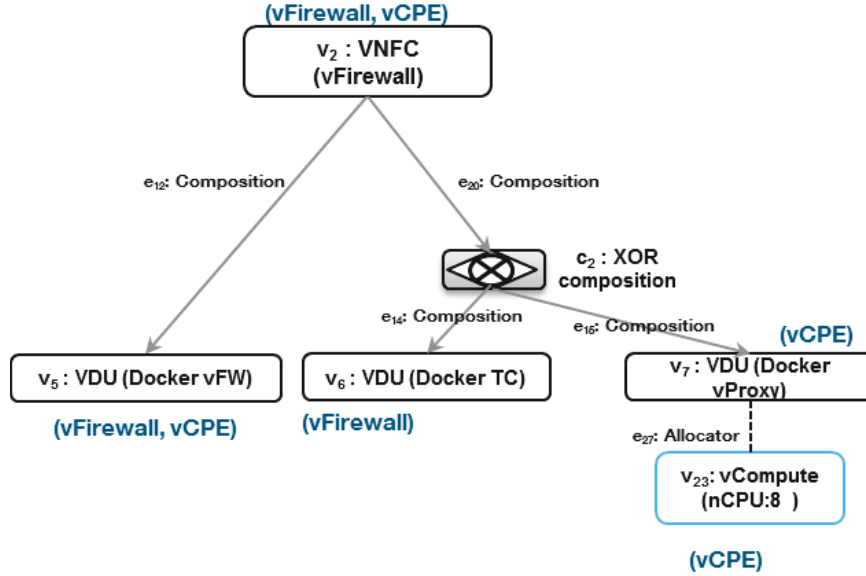 (vFirewall, vCPE)
v₂ : VNFC
(vFirewall)
e₁₂: Composition
e₂₀: Composition
c₂ : XOR
composition
e₁₄: Composition
e₁₅: Composition
(vCPE)
v₅ : VDU (Docker vFW)
v₆ : VDU (Docker TC)
v₇ : VDU (Docker
vProxy)
(vFirewall, vCPE)
(vFirewall)
e₂₇: Allocator
v₂₃: vCompute
(nCPU:8 )
(vCPE)